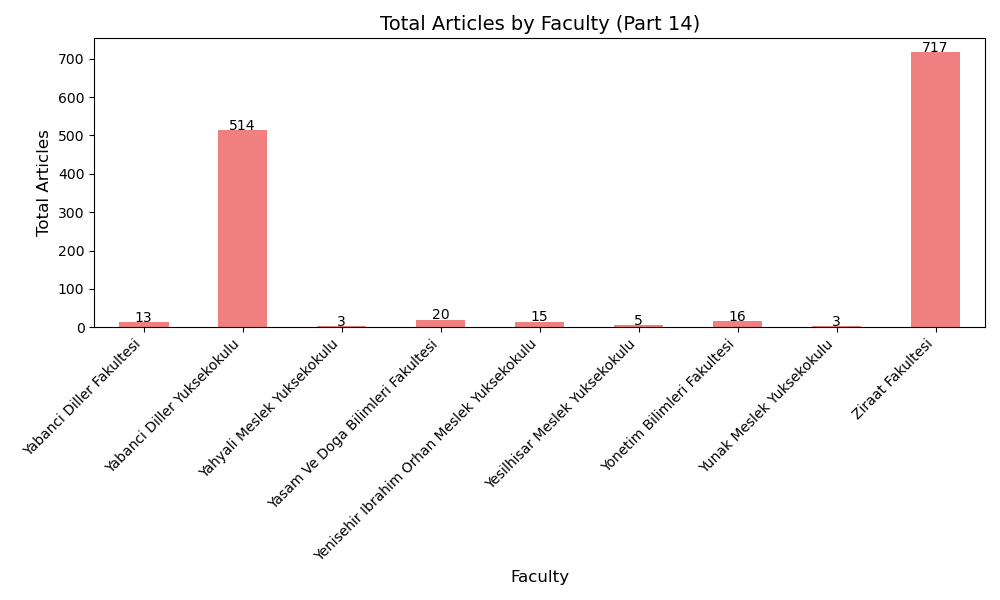 Total Articles by Faculty (Part 14)
Total Articles
700
600
500
400
300
200
100
0
13
514
3
20
15
5
16
3
717
Yabanci Diller Fakultesi
Yabanci Diller Yuksekokulu
Yahyali Meslek Yuksekokulu
Yasam Ve Doga Bilimleri Fakultesi
Yenisehir Ibrahim Orhan Meslek Yuksekokulu
Yesilhisar Meslek Yuksekokulu
Yonetim Bilimleri Fakultesi
Yunak Meslek Yuksekokulu
Ziraat Fakultesi
Faculty